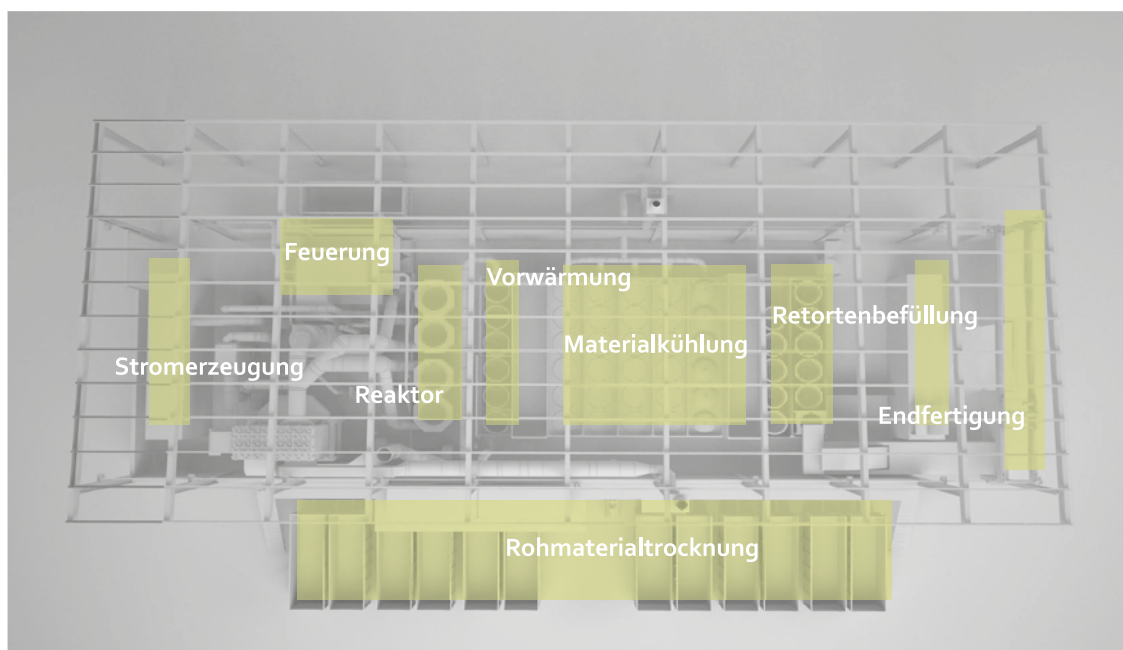 Feuerung
Vorwärmung
Retortenbefüllung
Materialkühlung
Stromerzeugung
Reaktor
Endfertigung
Rohmaterialtrocknung